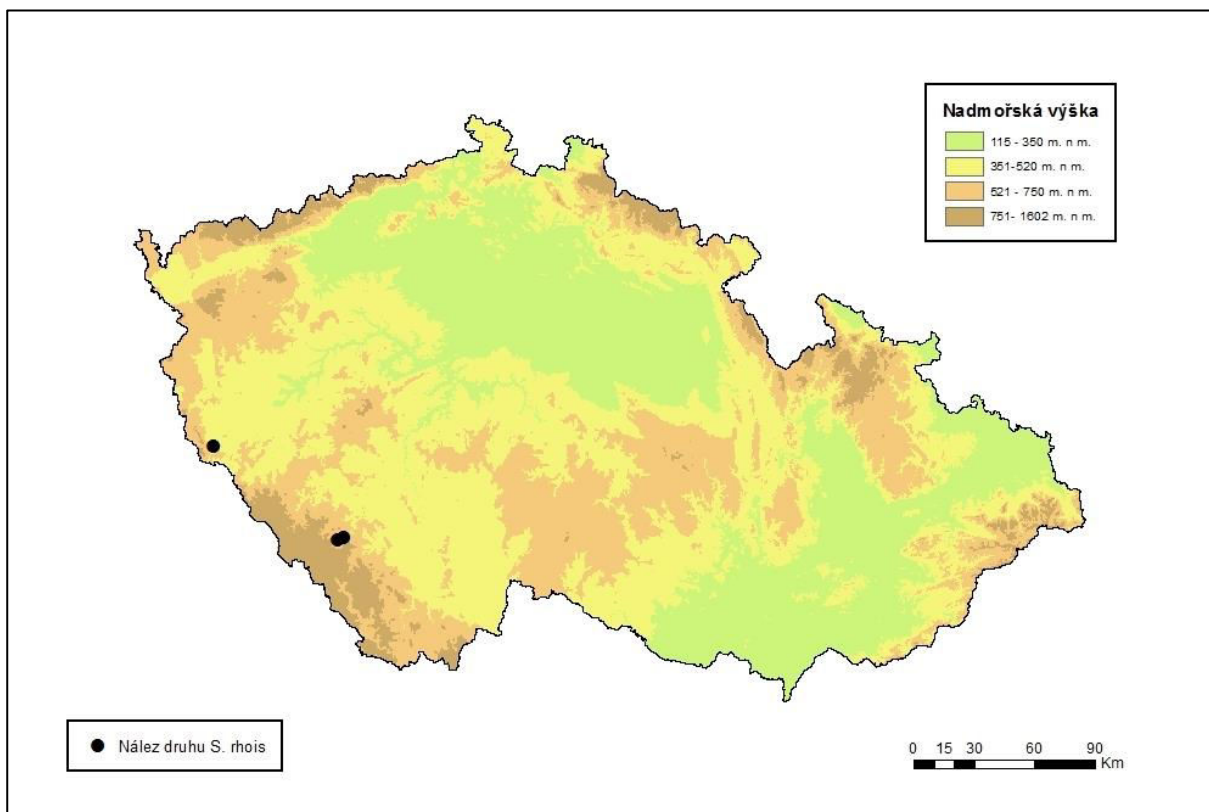 Nadmořská výška
115 - 350 m. n m.
351-520 m. n m.
521 - 750 m. n m.
751- 1602 m. n m.
Nález druhu S. rhois
0 15 30 60 90
Km